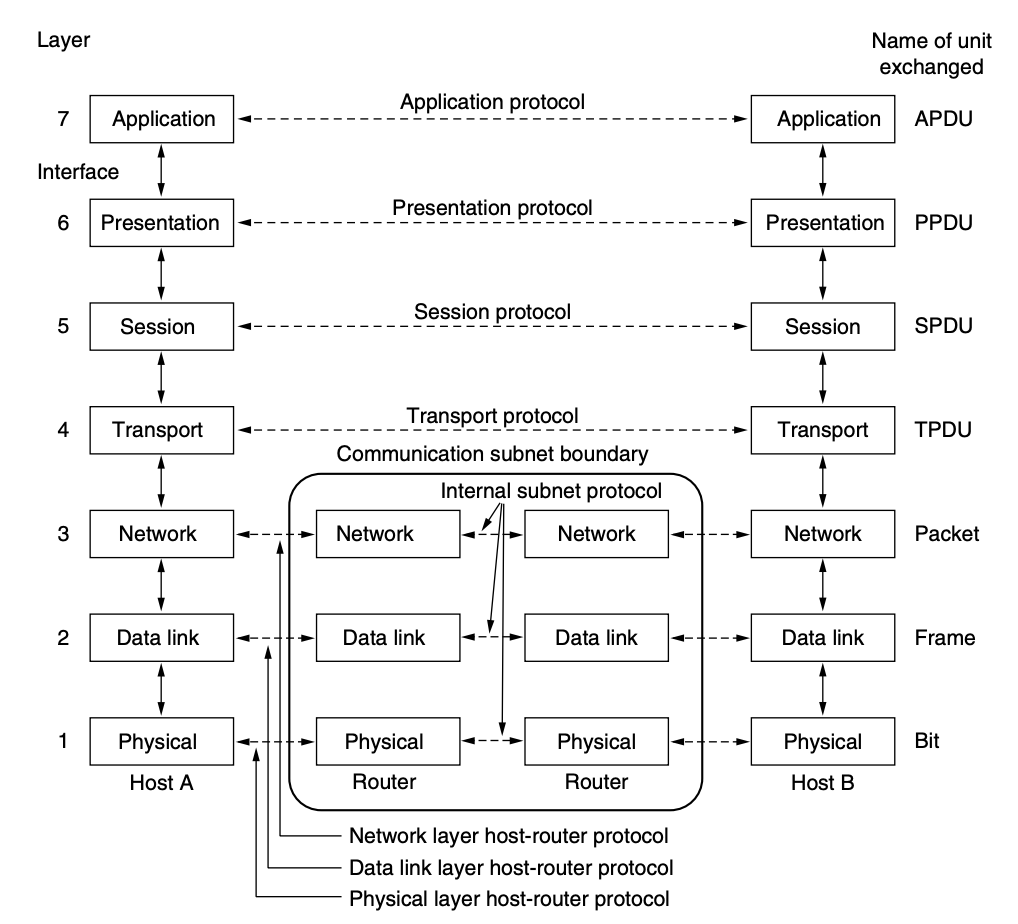 Layer
Name of unit
exchanged
Application protocol
7 Application Application APDU
Interface
Presentation protocol
6 Presentation Presentation PPDU
Session protocol
5 Session Session SPDU
Transport protocol
4 Transport Transport TPDU
Communication subnet boundary
Internal subnet protocol
3 Network Network Network Network Packet
2 Data link Data link Data link Data link Frame
1 Physical Physical Physical Physical Bit
Host A Router Router Host B
Network layer host-router protocol
Data link layer host-router protocol
Physical layer host-router protocol